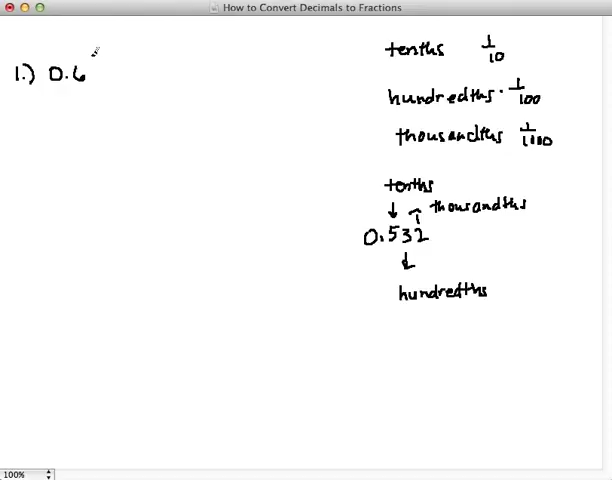 How to Convert Decimals to Fractions
1.) 0.6
tenths 1/10
hundredths · 1/100
thousandths 1/1000
tenths
thousandths
0.532
hundredths
100%